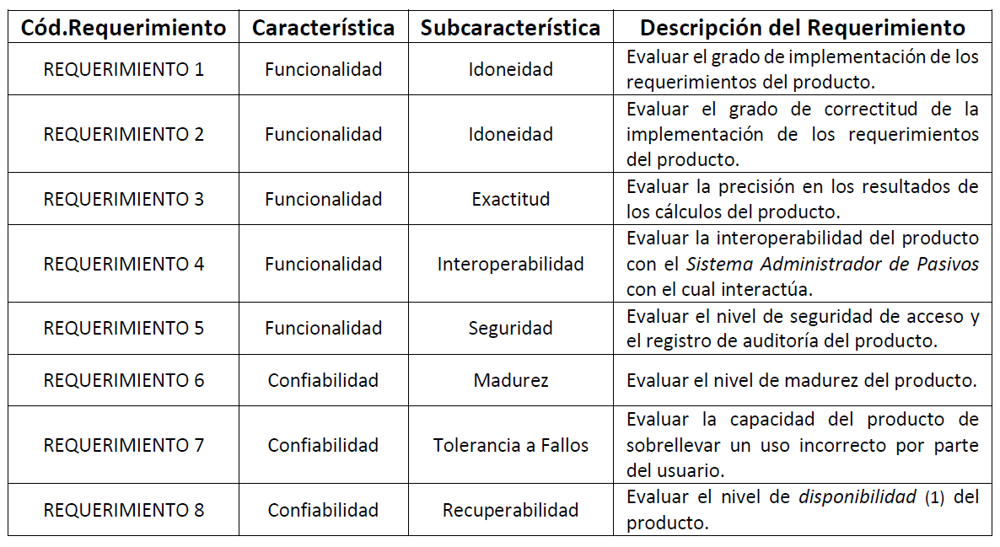 Cód.Requerimiento Característica Subcaracterística Descripción del Requerimiento
REQUERIMIENTO 1 Funcionalidad Idoneidad Evaluar el grado de implementación de los
requerimientos del producto.
REQUERIMIENTO 2 Funcionalidad Idoneidad Evaluar el grado de correctitud de la
implementación de los requerimientos
del producto.
REQUERIMIENTO 3 Funcionalidad Exactitud Evaluar la precisión en los resultados de
los cálculos del producto.
REQUERIMIENTO 4 Funcionalidad Interoperabilidad Evaluar la interoperabilidad del producto
con el Sistema Administrador de Pasivos
con el cual interactúa.
REQUERIMIENTO 5 Funcionalidad Seguridad Evaluar el nivel de seguridad de acceso y
el registro de auditoría del producto.
REQUERIMIENTO 6 Confiabilidad Madurez Evaluar el nivel de madurez del producto.
REQUERIMIENTO 7 Confiabilidad Tolerancia a Fallos Evaluar la capacidad del producto de
sobrellevar un uso incorrecto por parte
del usuario.
REQUERIMIENTO 8 Confiabilidad Recuperabilidad Evaluar el nivel de disponibilidad (1) del
producto.